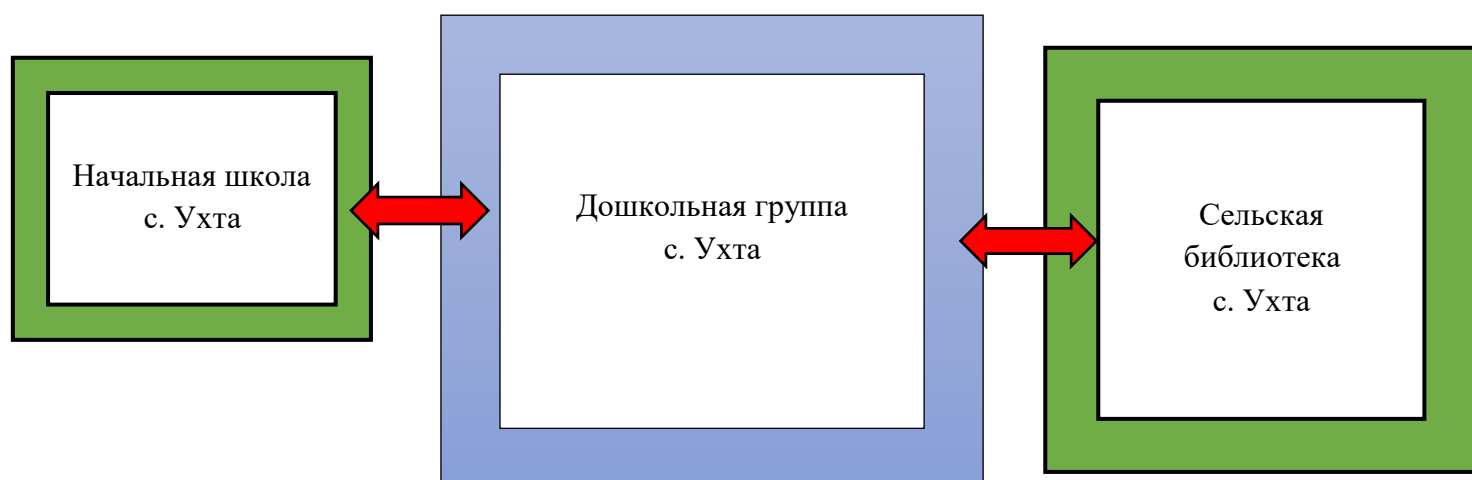 Начальная школа
с. Ухта
Дошкольная группа
с. Ухта
Сельская
библиотека
с. Ухта